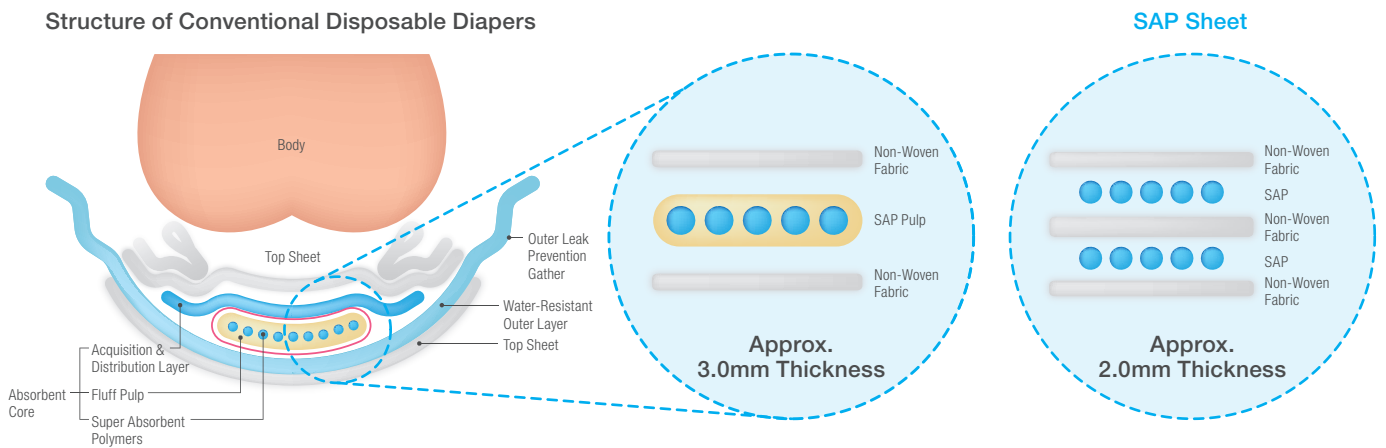 Structure of Conventional Disposable Diapers
SAP Sheet
Body
Top Sheet
Outer Leak
Prevention
Gather
Water-Resistant
Outer Layer
Top Sheet
Absorbent
Core
Acquisition &
Distribution Layer
Fluff Pulp
Super Absorbent
Polymers
Non-Woven
Fabric
SAP Pulp
Non-Woven
Fabric
Approx.
3.0mm Thickness
Non-Woven
Fabric
SAP
Non-Woven
Fabric
SAP
Non-Woven
Fabric
Approx.
2.0mm Thickness